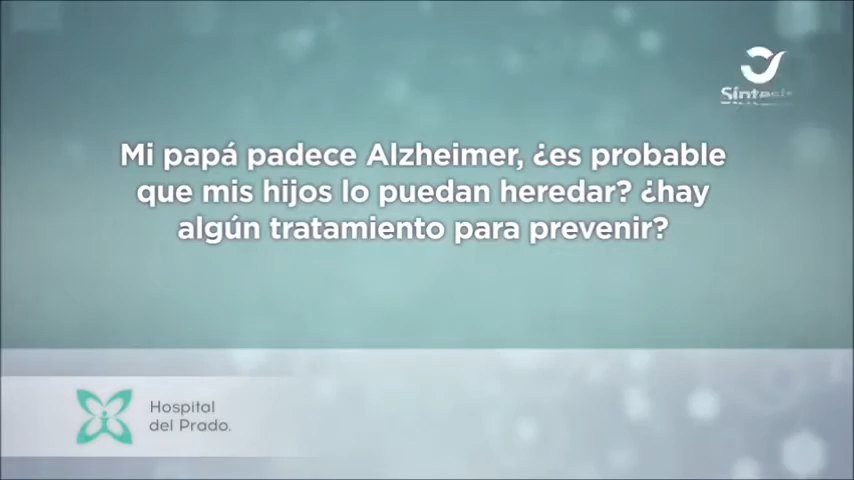 Síntesis
Mi papá padece Alzheimer, ¿es probable
que mis hijos lo puedan heredar? ¿hay
algún tratamiento para prevenir?
Hospital
del Prado.